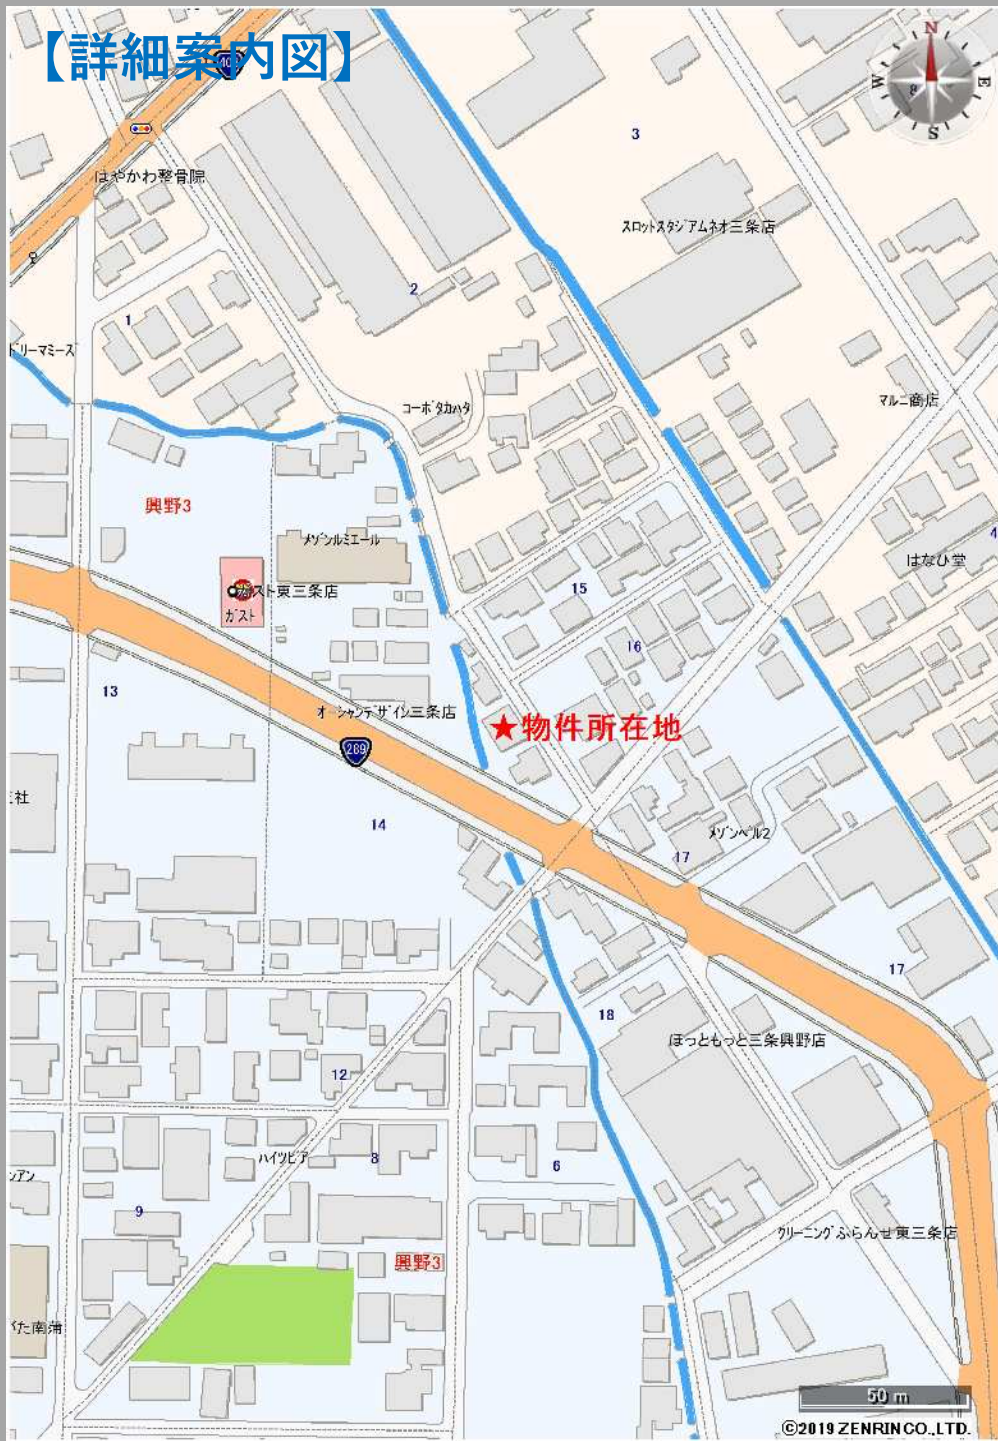 【詳細案内図】
N
W
E
S
3
はやかわ整骨院
スロットスタジアムネオ三条店
2
1
ドリーマミーズ
コーポタカハタ
マルニ商店
興野3
メゾンルミエール
はなひ堂
4
ガスト東三条店
ガスト
15
16
13
オーシャンデザイン三条店
★物件所在地
289
14
メゾンベル2
17
17
18
ほっともっと三条興野店
12
ハイツピア
8
6
9
クリーニングふらんせ東三条店
興野3
50 m
©2019 ZENRIN CO.,LTD.